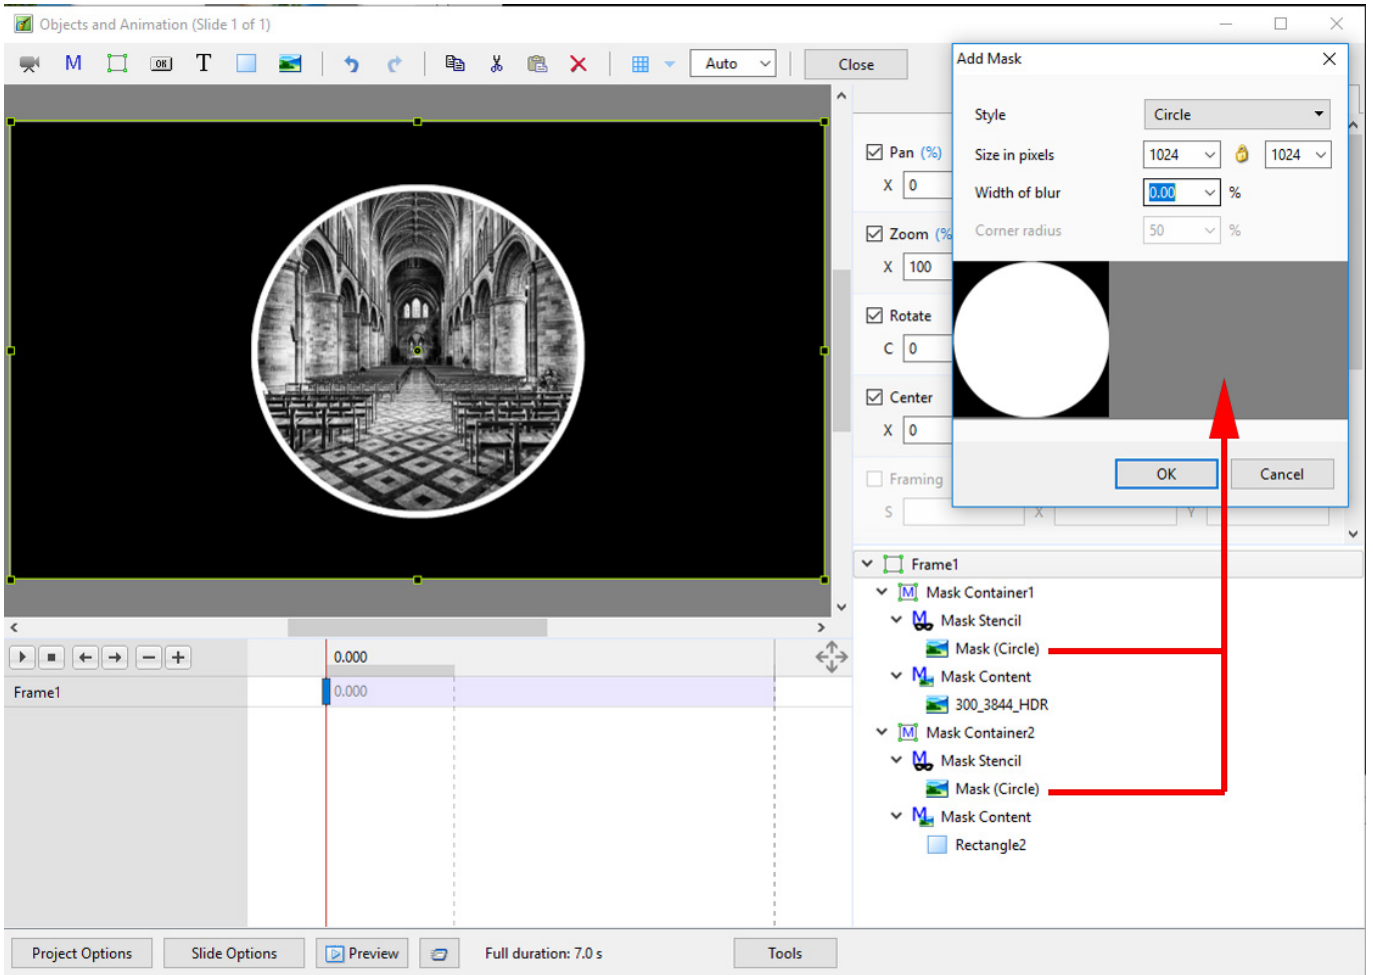 Objects and Animation (Slide 1 of 1)
M OK T Auto Close
Add Mask
Style Circle
Pan (%) Size in pixels 1024 1024
X 0 Width of blur 0.00 %
Zoom (% Corner radius 50 %
X 100
Rotate
C 0
Center
X 0
OK Cancel
Framing
S X Y
Frame1
M Mask Container1
M Mask Stencil
Mask (Circle)
M Mask Content
300_3844_HDR
M Mask Container2
M Mask Stencil
Mask (Circle)
M Mask Content
Rectangle2
0.000
Frame1 0.000
Project Options Slide Options Preview Full duration: 7.0 s Tools